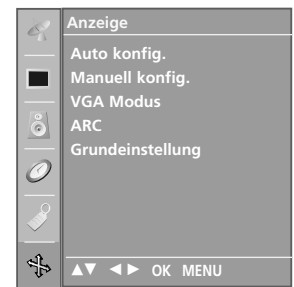 Anzeige
Auto konfig.
Manuell konfig.
VGA Modus
ARC
Grundeinstellung
▲▼ ◄► OK MENU